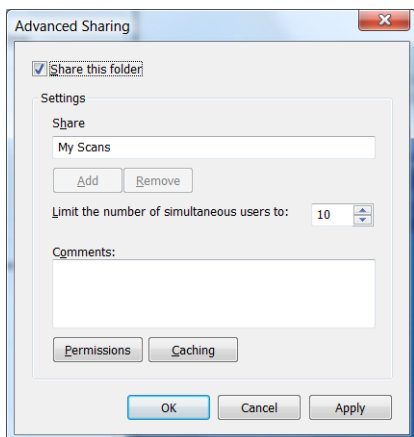 Advanced Sharing
Share this folder
Settings
Share
My Scans
Add Remove
Limit the number of simultaneous users to: 10
Comments:
Permissions Caching
OK Cancel Apply